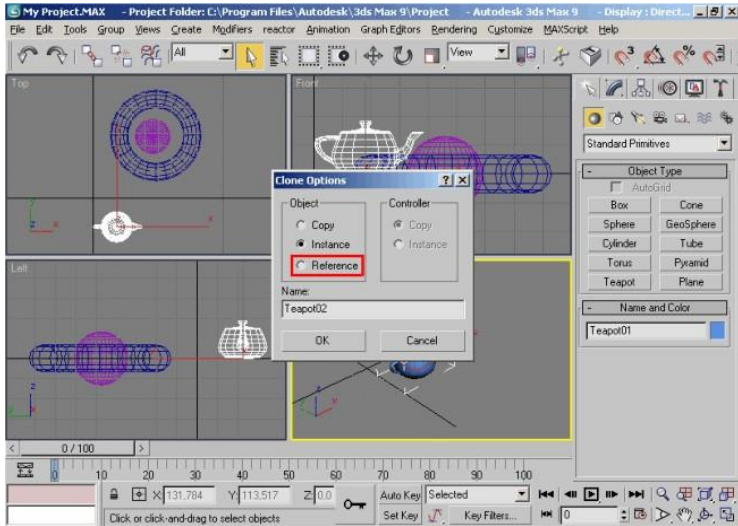 My Project.MAX - Project Folder: C:\Program Files\Autodesk\3ds Max 9\Project - Autodesk 3ds Max 9 - Display : Direct...
File Edit Tools Group Views Create Modifiers reactor Animation Graph Editors Rendering Customize MAXScript Help
All
View
3
Top
Front
Standard Primitives
Object Type
AutoGrid
Box Cone
Sphere GeoSphere
Cylinder Tube
Torus Pyramid
Teapot Plane
Name and Color
Teapot01
Clone Options
Object Controller
Copy Copy
Instance Instance
Reference
Name:
Teapot02
OK Cancel
Left
0 / 100
0 10 20 30 40 50 60 70 80 90 100
X: 131.784 Y: 113.517 Z: 0.0
Auto Key Selected
Click or click-and-drag to select objects
Set Key Key Filters...
0